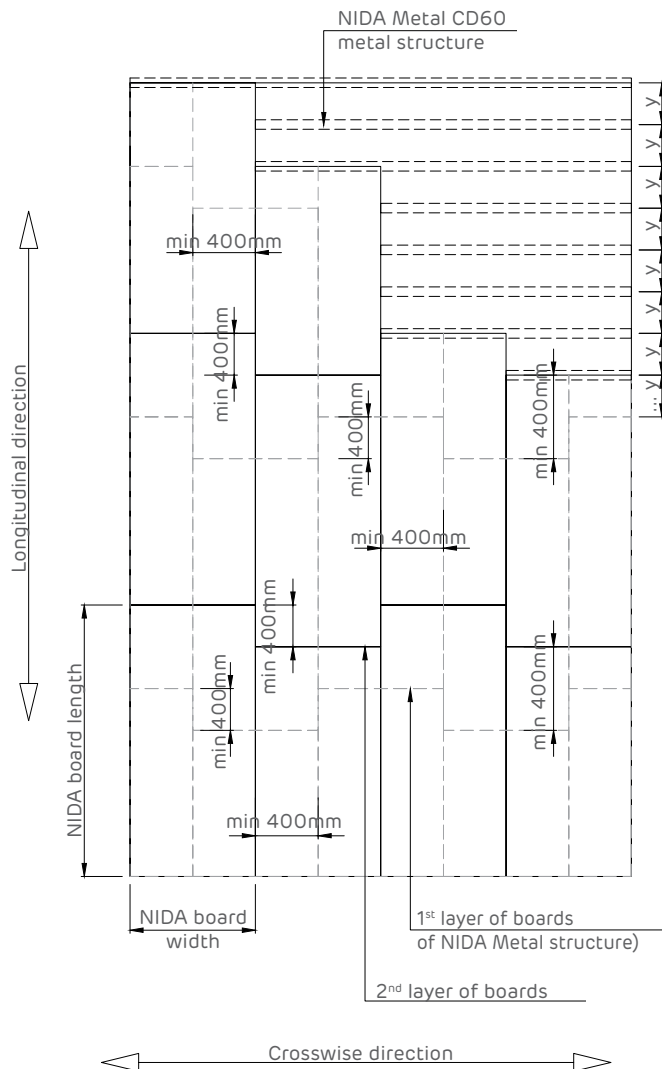 NIDA Metal CD60
metal structure
y
y
y
y
y
y
y
... y
min 400mm
min 400mm
min 400mm
min 400mm
Longitudinal direction
min 400mm
min 400mm
min 400mm
min 400mm
NIDA board length
min 400mm
NIDA board
width
1st layer of boards
of NIDA Metal structure)
2nd layer of boards
Crosswise direction